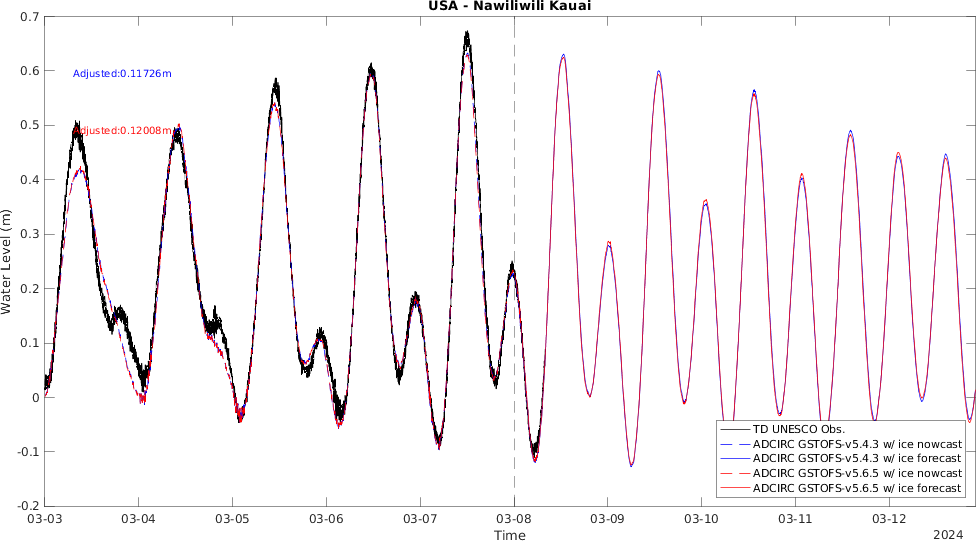 USA - Nawiliwili Kauai
0.7
0.6
0.5
0.4
0.3
0.2
0.1
0
-0.1
-0.2
Water Level (m)
Adjusted:0.11726m
Adjusted:0.12008m
TD UNESCO Obs.
ADCIRC GSTOFS-v5.4.3 w/ ice nowcast
ADCIRC GSTOFS-v5.4.3 w/ ice forecast
ADCIRC GSTOFS-v5.6.5 w/ ice nowcast
ADCIRC GSTOFS-v5.6.5 w/ ice forecast
03-03 03-04 03-05 03-06 03-07 03-08 03-09 03-10 03-11 03-12
Time
2024